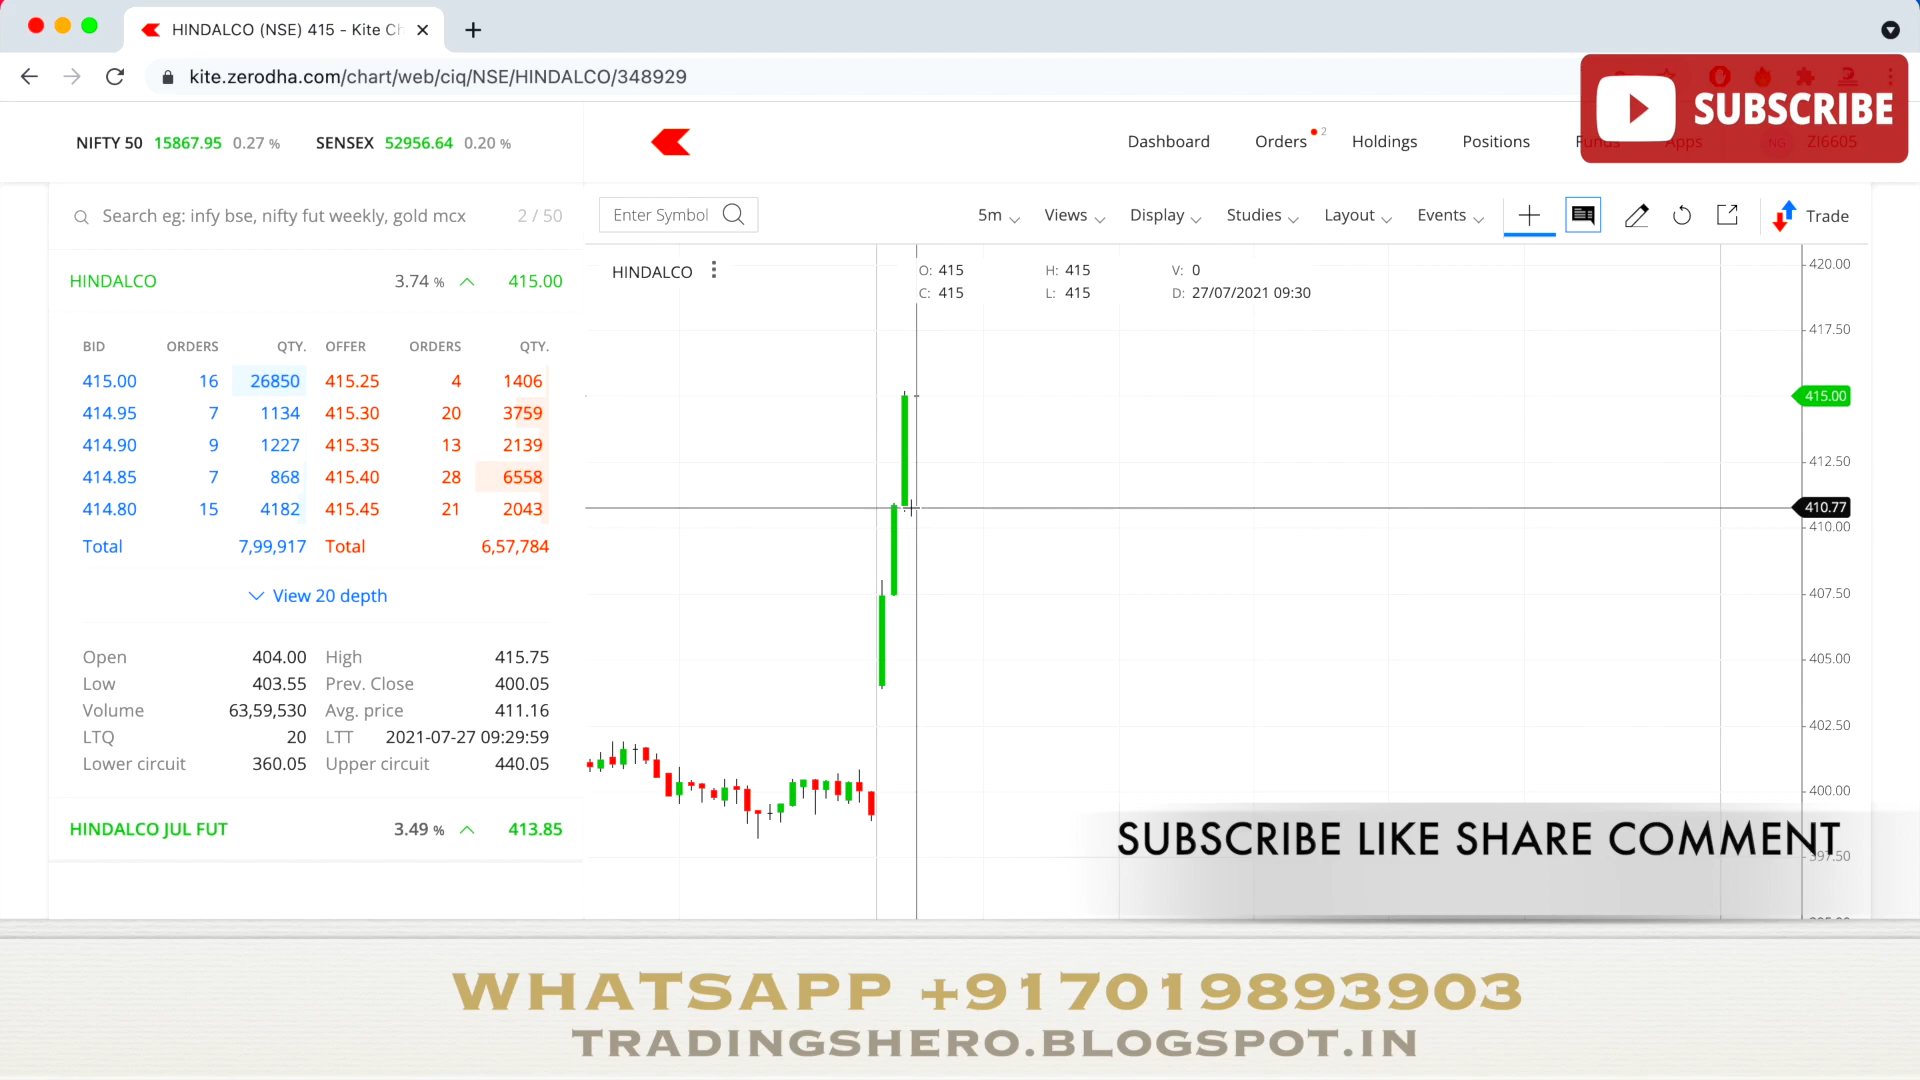 HINDALCO (NSE) 415 - Kite Ch
kite.zerodha.com/chart/web/ciq/NSE/HINDALCO/348929
SUBSCRIBE
NIFTY 50 15867.95 0.27 % SENSEX 52956.64 0.20 %
Dashboard Orders 2 Holdings Positions Funds Apps NG ZI6605
Search eg: infy bse, nifty fut weekly, gold mcx 2 / 50
Enter Symbol 5m Views Display Studies Layout Events Trade
HINDALCO 3.74 % 415.00
HINDALCO
O: 415 H: 415 V: 0
C: 415 L: 415 D: 27/07/2021 09:30
BID ORDERS QTY. OFFER ORDERS QTY.
415.00 16 26850 415.25 4 1406
414.95 7 1134 415.30 20 3759
414.90 9 1227 415.35 13 2139
414.85 7 868 415.40 28 6558
414.80 15 4182 415.45 21 2043
Total 7,99,917 Total 6,57,784
View 20 depth
Open 404.00 High 415.75
Low 403.55 Prev. Close 400.05
Volume 63,59,530 Avg. price 411.16
LTQ 20 LTT 2021-07-27 09:29:59
Lower circuit 360.05 Upper circuit 440.05
HINDALCO JUL FUT 3.49 % 413.85
420.00
417.50
415.00
412.50
410.77
410.00
407.50
405.00
402.50
400.00
397.50
SUBSCRIBE LIKE SHARE COMMENT
WHATSAPP +917019893903
TRADINGSHERO.BLOGSPOT.IN